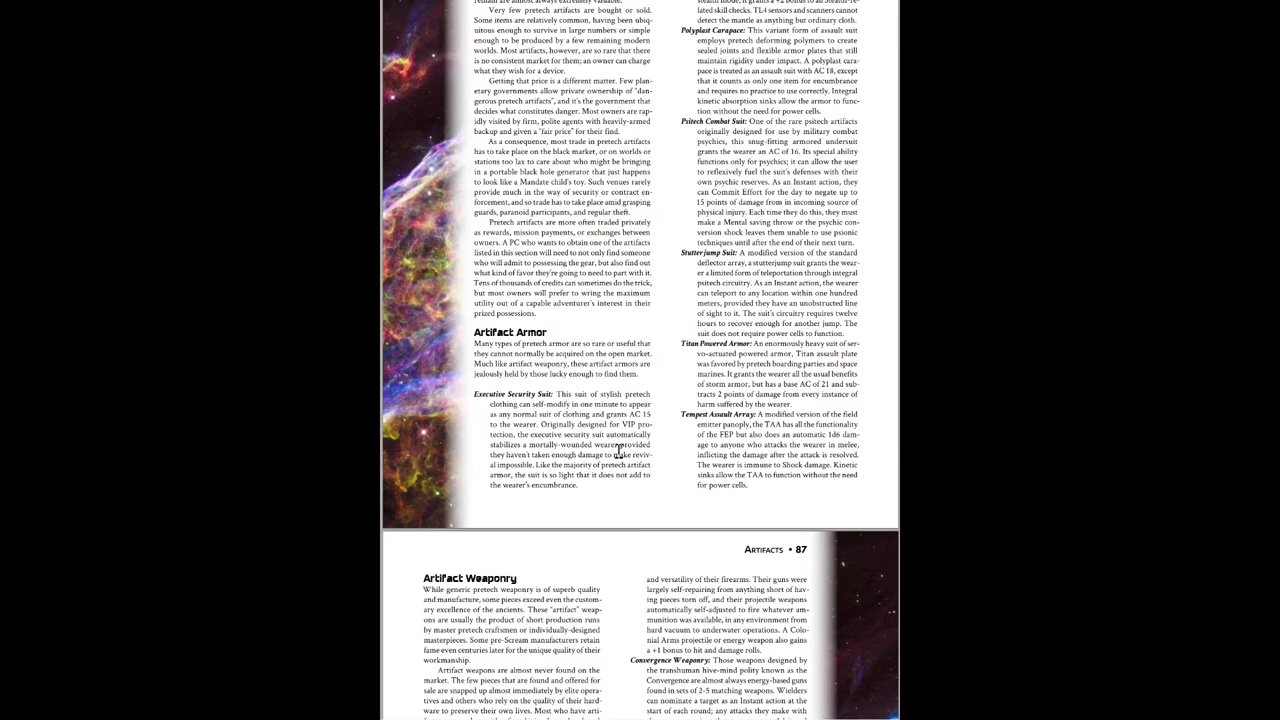 Very few pretech artifacts are bought or sold.
Some items are relatively common, having been ubiq-
uitous enough to survive in large numbers or simple
enough to be produced by a few remaining modern
worlds. Most artifacts, however, are so rare that there
is no consistent market for them; an owner can charge
what they wish for a device.
Getting that price is a different matter. Few plan-
etary governments allow private ownership of “dan-
gerous pretech artifacts”, and it's the government that
decides what constitutes danger. Most owners are rap-
idly visited by firm, polite agents with heavily-armed
backup and given a “fair price” for their find.
As a consequence, most trade in pretech artifacts
has to take place on the black market, or on worlds or
stations too lax to care about who might be bringing
in a portable black hole generator that just happens
to look like a Mandate child's toy. Such venues rarely
provide much in the way of security or contract en-
forcement, and so trade has to take place amid grasping
guards, paranoid participants, and regular theft.
Pretech artifacts are more often traded privately
as rewards, mission payments, or exchanges between
owners. A PC who wants to obtain one of the artifacts
listed in this section will need to not only find someone
who will admit to possessing the gear, but also find out
what kind of favor they're going to need to part with it.
Tens of thousands of credits can sometimes do the trick,
but most owners will prefer to wring the maximum
utility out of a capable adventurer's interest in their
prized possessions.
Artifact Armor
Many types of pretech armor are so rare or useful that
they cannot normally be acquired on the open market.
Much like artifact weaponry, these artifact armors are
jealously held by those lucky enough to find them.
Executive Security Suit: This suit of stylish pretech
clothing can self-modify in one minute to appear
as any normal suit of clothing and grants AC 15
to the wearer. Originally designed for VIP pro-
tection, the executive security suit automatically
stabilizes a mortally-wounded wearer provided
they haven't taken enough damage to make reviv-
al impossible. Like the majority of pretech artifact
armor, the suit is so light that it does not add to
the wearer's encumbrance.
lated skill checks. TL4 sensors and scanners cannot
detect the mantle as anything but ordinary cloth.
Polyplast Carapace: This variant form of assault suit
employs pretech deforming polymers to create
sealed joints and flexible armor plates that still
maintain rigidity under impact. A polyplast cara-
pace is treated as an assault suit with AC 18, except
that it counts as only one item for encumbrance
and requires no practice to use correctly. Integral
kinetic absorption sinks allow the armor to func-
tion without the need for power cells.
Psitech Combat Suit: One of the rare psitech artifacts
originally designed for use by military combat
psychics, this snug-fitting armored undersuit
grants the wearer an AC of 16. Its special ability
functions only for psychics; it can allow the user
to reflexively fuel the suit's defenses with their
own psychic reserves. As an Instant action, they
can Commit Effort for the day to negate up to
15 points of damage from in incoming source of
physical injury. Each time they do this, they must
make a Mental saving throw or the psychic con-
version shock leaves them unable to use psionic
techniques until after the end of their next turn.
Stutterjump Suit: A modified version of the standard
deflector array, a stutterjump suit grants the wear-
er a limited form of teleportation through integral
psitech circuitry. As an Instant action, the wearer
can teleport to any location within one hundred
meters, provided they have an unobstructed line
of sight to it. The suit's circuitry requires twelve
hours to recover enough for another jump. The
suit does not require power cells to function.
Titan Powered Armor: An enormously heavy suit of ser-
vo-actuated powered armor, Titan assault plate
was favored by pretech boarding parties and space
marines. It grants the wearer all the usual benefits
of storm armor, but has a base AC of 21 and sub-
tracts 2 points of damage from every instance of
harm suffered by the wearer.
Tempest Assault Array: A modified version of the field
emitter panoply, the TAA has all the functionality
of the FEP but also does an automatic 1d6 dam-
age to anyone who attacks the wearer in melee,
inflicting the damage after the attack is resolved.
The wearer is immune to Shock damage. Kinetic
sinks allow the TAA to function without the need
for power cells.
Artifacts • 87
Artifact Weaponry
While generic pretech weaponry is of superb quality
and manufacture, some pieces exceed even the custom-
ary excellence of the ancients. These “artifact” weap-
ons are usually the product of short production runs
by master pretech craftsmen or individually-designed
masterpieces. Some pre-Scream manufacturers retain
fame even centuries later for the unique quality of their
workmanship.
Artifact weapons are almost never found on the
market. The few pieces that are found and offered for
sale are snapped up almost immediately by elite opera-
tives and others who rely on the quality of their hard-
ware to preserve their own lives. Most who have arti-
and versatility of their firearms. Their guns were
largely self-repairing from anything short of hav-
ing pieces torn off, and their projectile weapons
automatically self-adjusted to fire whatever am-
munition was available, in any environment from
hard vacuum to underwater operations. A Colo-
nial Arms projectile or energy weapon also gains
a +1 bonus to hit and damage rolls.
Convergence Weaponry: Those weapons designed by
the transhuman hive-mind polity known as the
Convergence are almost always energy-based guns
found in sets of 2-5 matching weapons. Wielders
can nominate a target as an Instant action at the
start of each round; any attacks they make with